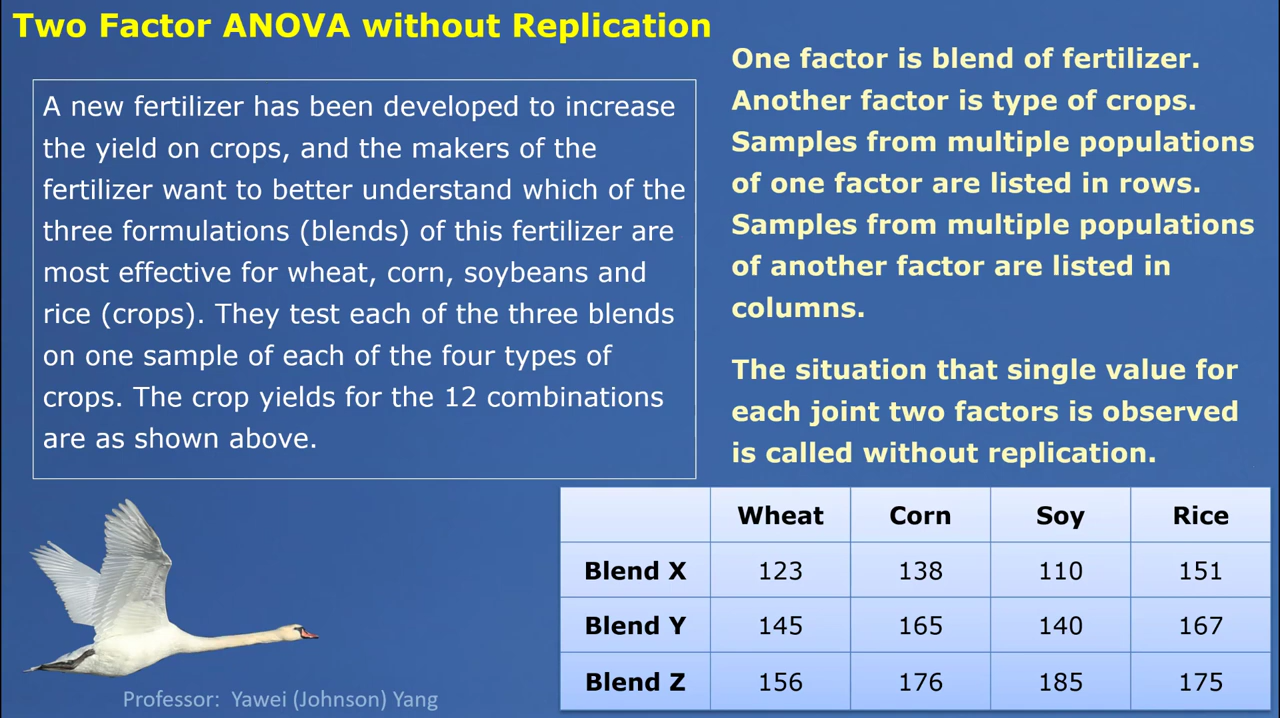 Two Factor ANOVA without Replication
A new fertilizer has been developed to increase
the yield on crops, and the makers of the
fertilizer want to better understand which of the
three formulations (blends) of this fertilizer are
most effective for wheat, corn, soybeans and
rice (crops). They test each of the three blends
on one sample of each of the four types of
crops. The crop yields for the 12 combinations
are as shown above.
One factor is blend of fertilizer.
Another factor is type of crops.
Samples from multiple populations
of one factor are listed in rows.
Samples from multiple populations
of another factor are listed in
columns.
The situation that single value for
each joint two factors is observed
is called without replication.
Wheat Corn Soy Rice
Blend X 123 138 110 151
Blend Y 145 165 140 167
Blend Z 156 176 185 175
Professor: Yawei (Johnson) Yang